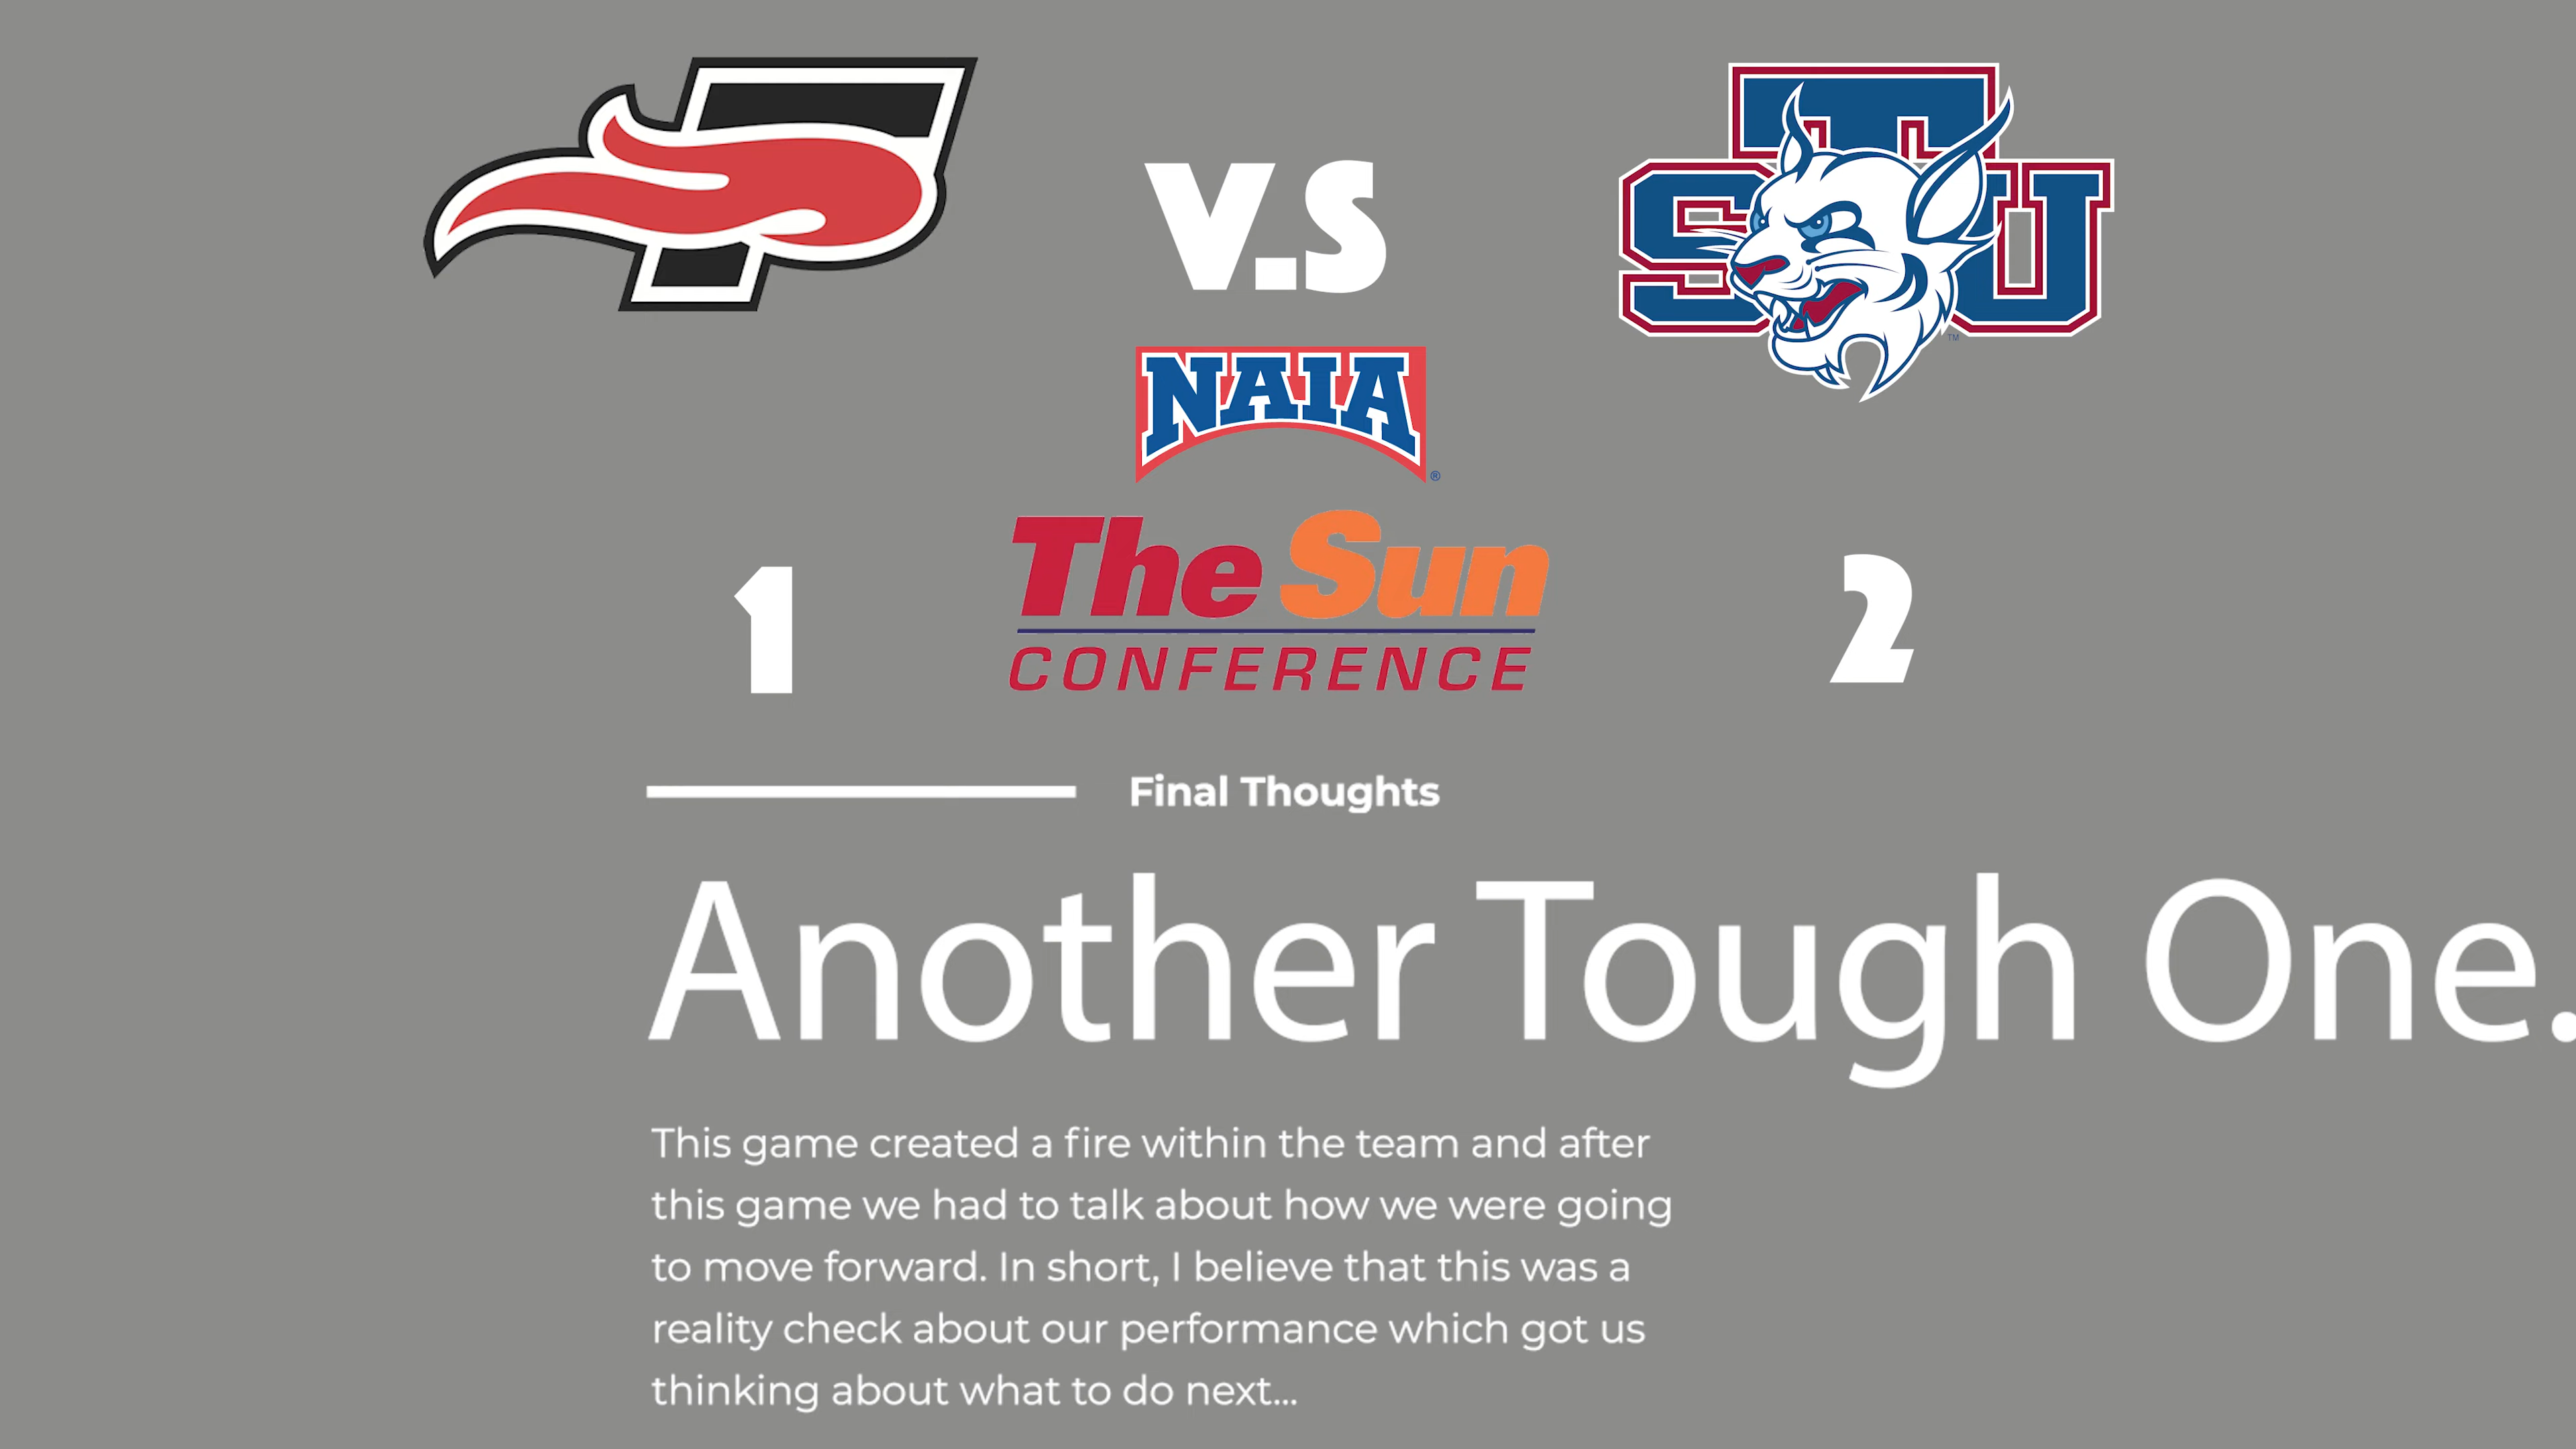 V.S
STU
TM
NAIA
®
The Sun
CONFERENCE
1
2
Final Thoughts
Another Tough One.
This game created a fire within the team and after
this game we had to talk about how we were going
to move forward. In short, I believe that this was a
reality check about our performance which got us
thinking about what to do next...